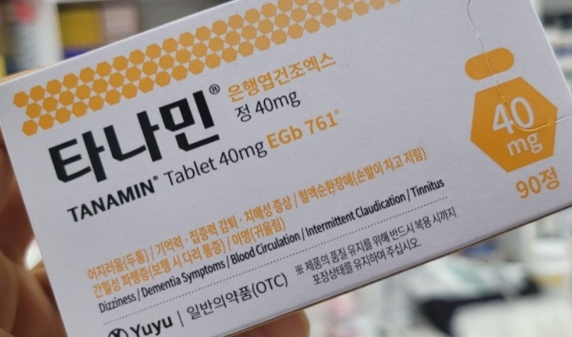 타나민® 은행엽건조엑스
정 40mg
TANAMIN® Tablet 40mg EGb 761®
40
mg
90정
어지러움(두통) / 기억력·집중력 감퇴·치매성 증상 / 혈액순환장애(손발이 차고 저림)
간헐성 파행증(보행 시 다리 통증) / 이명(귀울림)
Dizziness / Dementia Symptoms / Blood Circulation / Intermittent Claudication / Tinnitus
※ 제품의 품질 유지를 위해 반드시 복용 시까지
포장상태를 유지하여 주십시오.
Yuyu | 일반의약품(OTC)